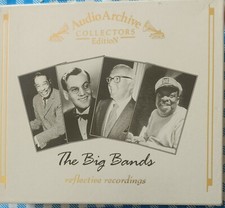 AudioArchive
COLLECTORS
Edition
The Big Bands
reflective recordings